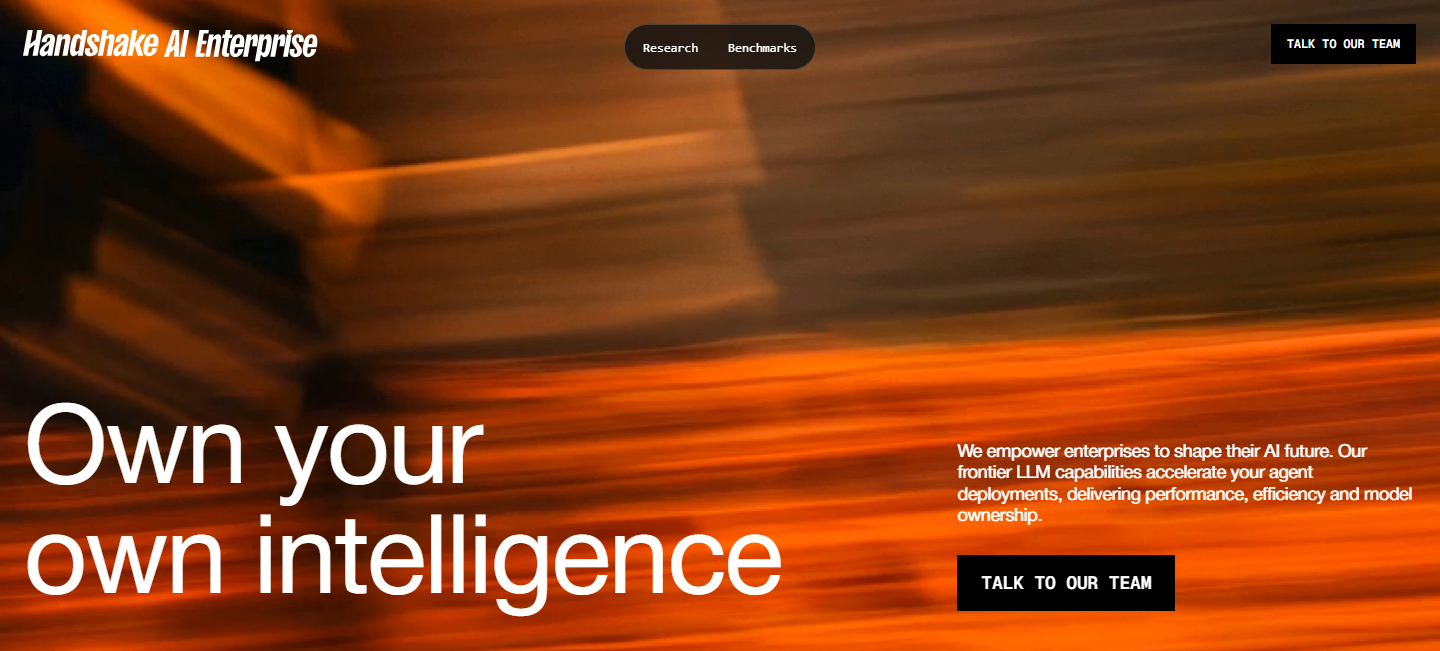 Handshake AI Enterprise
Research
Benchmarks
TALK TO OUR TEAM
Own your
own intelligence
We empower enterprises to shape their AI future. Our
frontier LLM capabilities accelerate your agent
deployments, delivering performance, efficiency and model
ownership.
TALK TO OUR TEAM